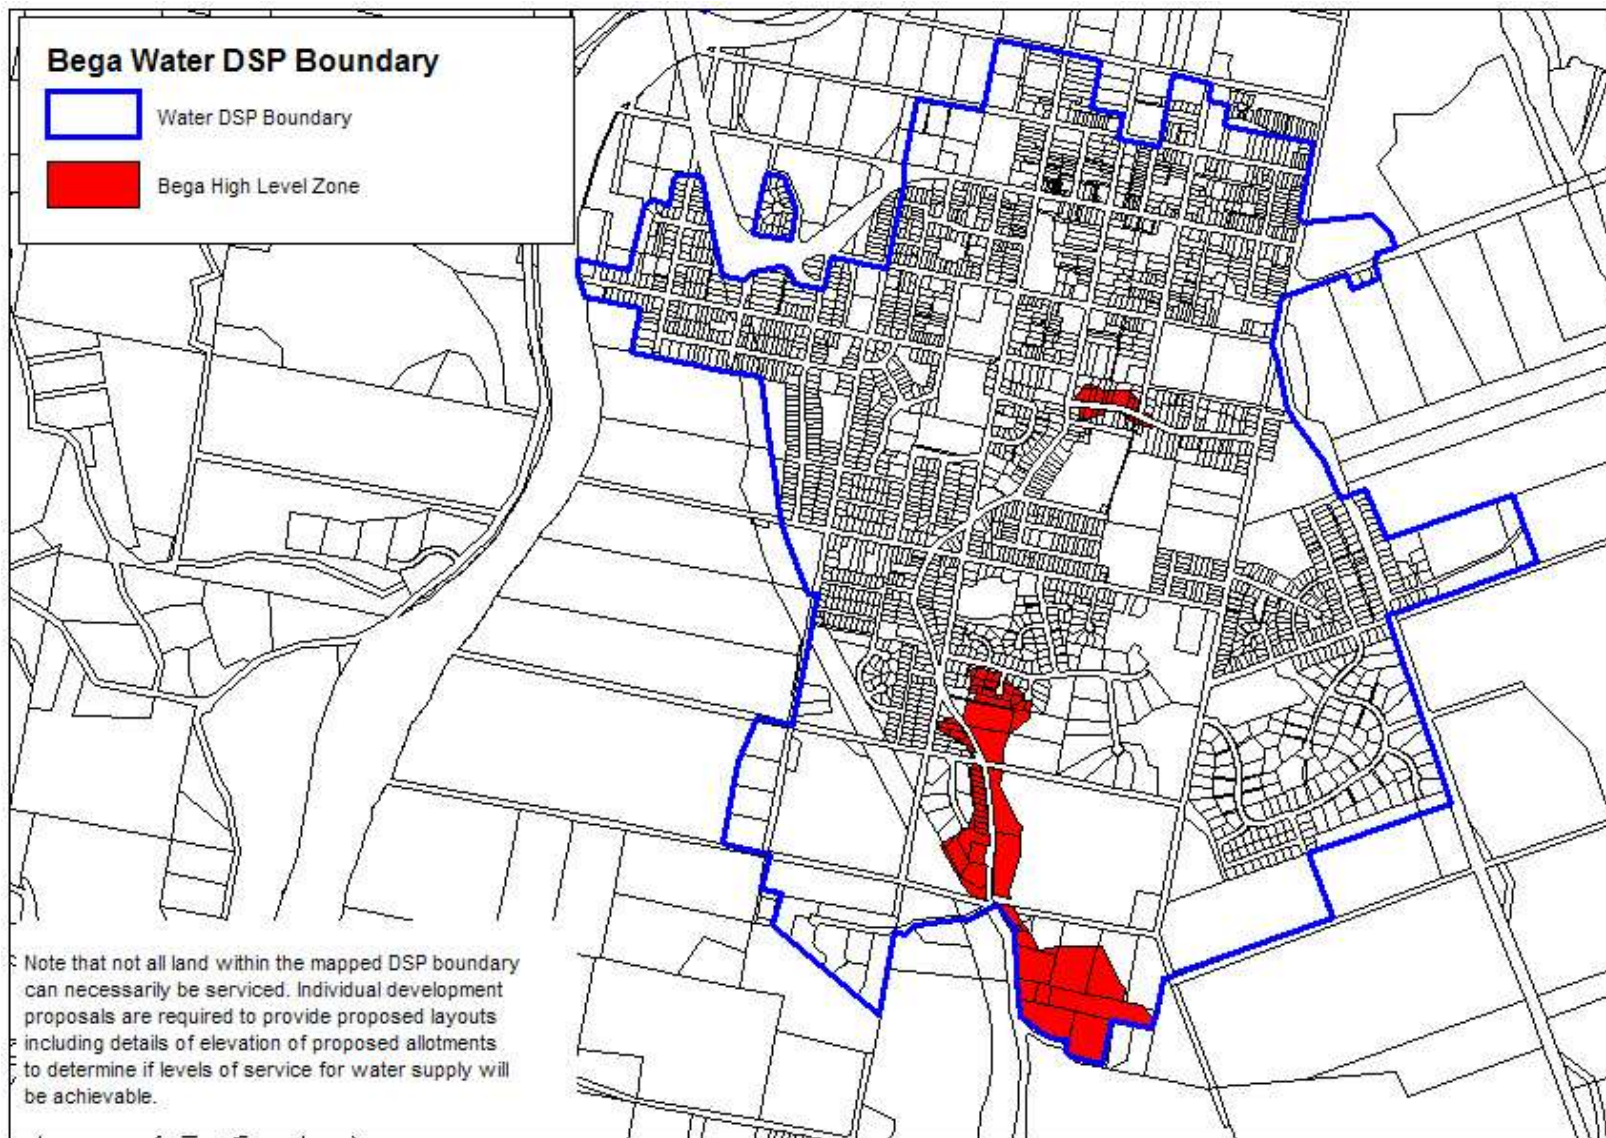 Bega Water DSP Boundary
Water DSP Boundary
Bega High Level Zone
Note that not all land within the mapped DSP boundary
can necessarily be serviced. Individual development
proposals are required to provide proposed layouts
including details of elevation of proposed allotments
to determine if levels of service for water supply will
be achievable.